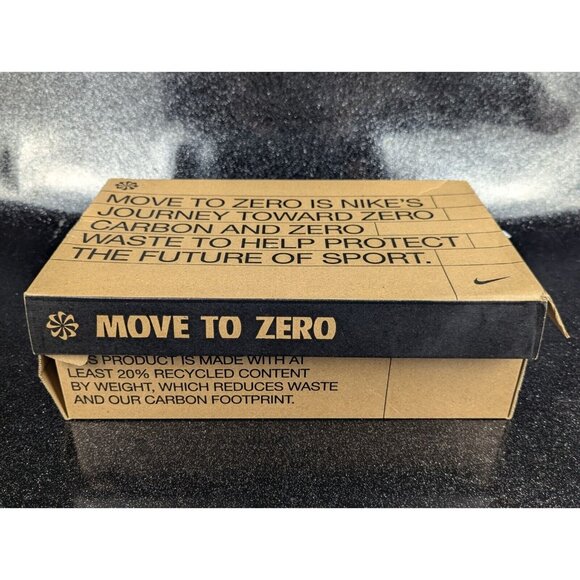 MOVE TO ZERO IS NIKE'S
JOURNEY TOWARD ZERO
CARBON AND ZERO
WASTE TO HELP PROTECT
THE FUTURE OF SPORT.
MOVE TO ZERO
PRODUCT IS MADE WITH AT
LEAST 20% RECYCLED CONTENT
BY WEIGHT, WHICH REDUCES WASTE
AND OUR CARBON FOOTPRINT.